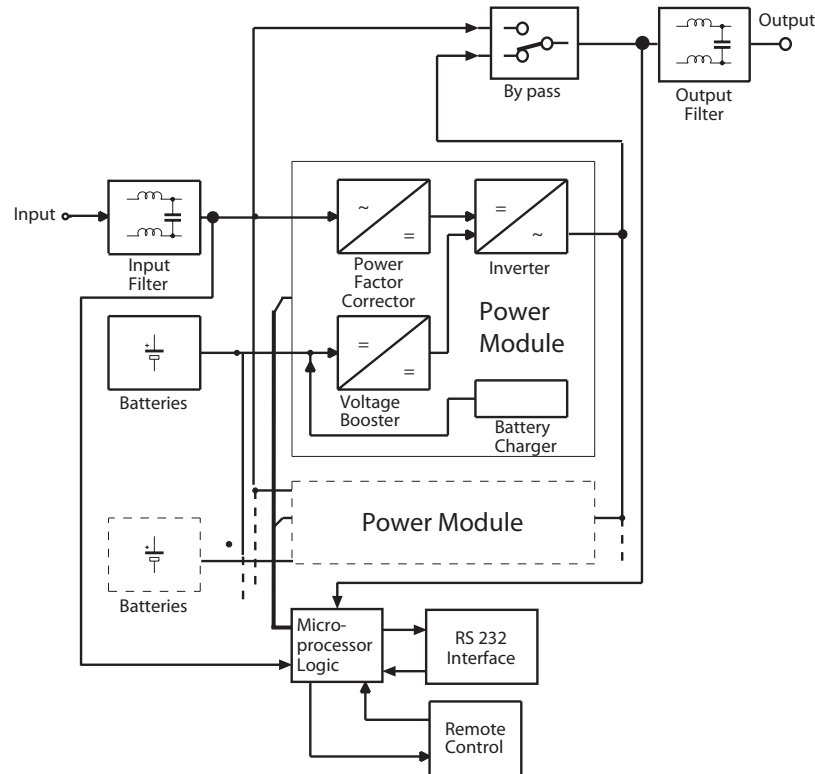 Output
By pass
Output
Filter
Input
Input
Filter
~
=
Power
Factor
Corrector
=
~
Inverter
Power
Module
+
Batteries
=
=
Voltage
Booster
Battery
Charger
Power Module
+
Batteries
Micro-
processor
Logic
RS 232
Interface
Remote
Control